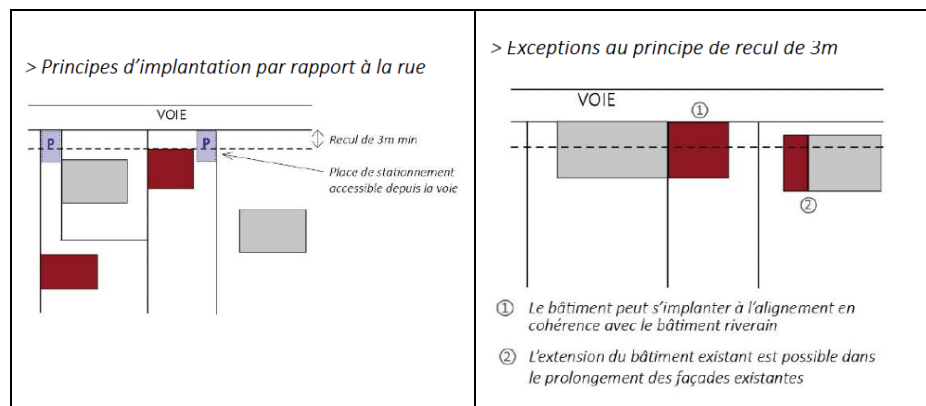 > Principes d'implantation par rapport à la rue
VOIE
P
P
Recul de 3m min
Place de stationnement
accessible depuis la voie
> Exceptions au principe de recul de 3m
VOIE
①
②
① Le bâtiment peut s'implanter à l'alignement en
cohérence avec le bâtiment riverain
② L'extension du bâtiment existant est possible dans
le prolongement des façades existantes